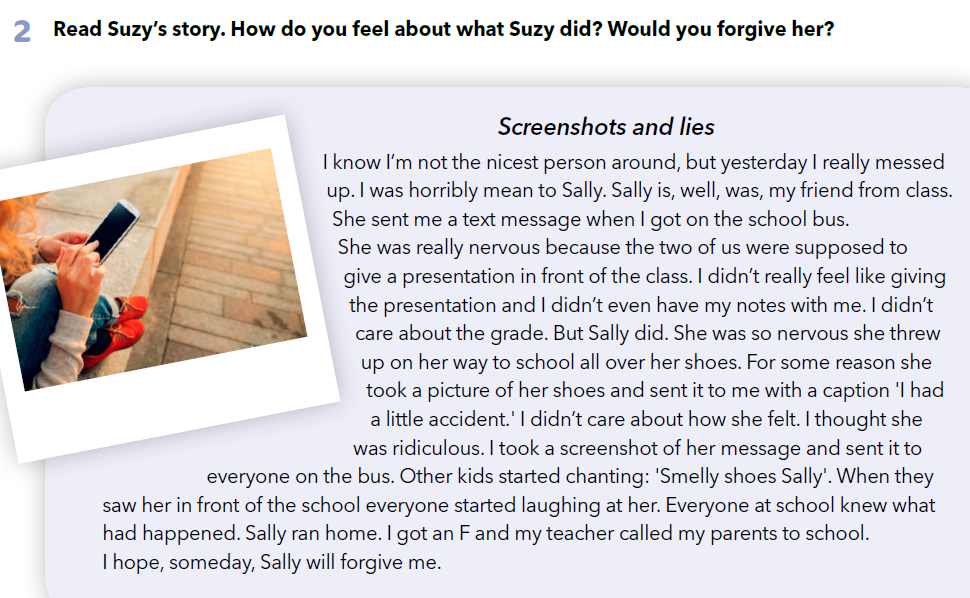 2 Read Suzy’s story. How do you feel about what Suzy did? Would you forgive her?
Screenshots and lies
I know I’m not the nicest person around, but yesterday I really messed
up. I was horribly mean to Sally. Sally is, well, was, my friend from class.
She sent me a text message when I got on the school bus.
She was really nervous because the two of us were supposed to
give a presentation in front of the class. I didn’t really feel like giving
the presentation and I didn’t even have my notes with me. I didn’t
care about the grade. But Sally did. She was so nervous she threw
up on her way to school all over her shoes. For some reason she
took a picture of her shoes and sent it to me with a caption 'I had
a little accident.' I didn’t care about how she felt. I thought she
was ridiculous. I took a screenshot of her message and sent it to
everyone on the bus. Other kids started chanting: 'Smelly shoes Sally'. When they
saw her in front of the school everyone started laughing at her. Everyone at school knew what
had happened. Sally ran home. I got an F and my teacher called my parents to school.
I hope, someday, Sally will forgive me.